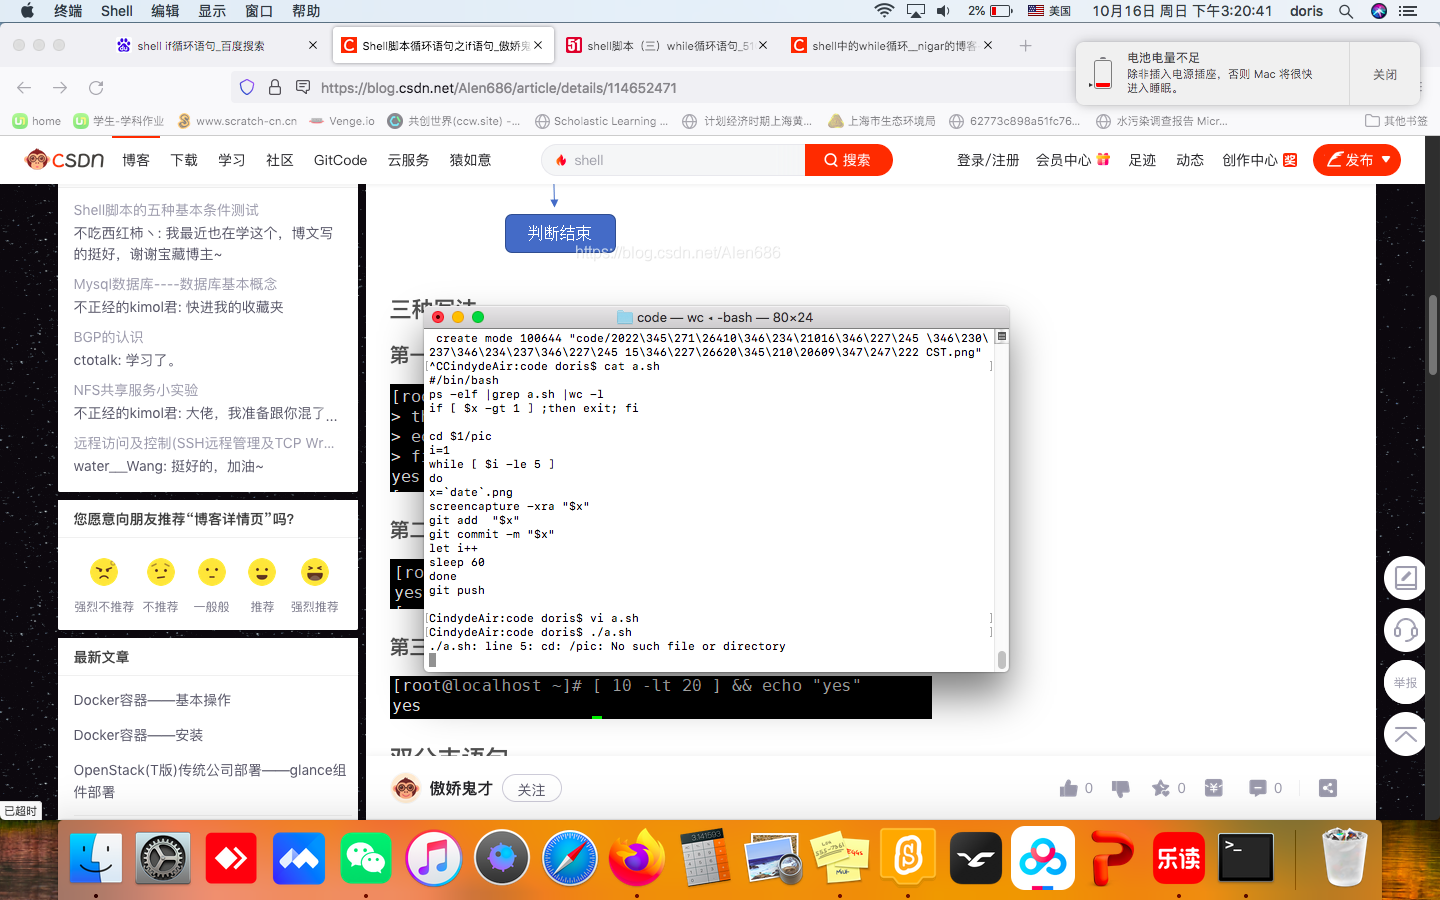 终端 Shell 编辑 显示 窗口 帮助 2% 美国 10月16日 周日 下午3:20:41 doris
shell if循环语句_百度搜索
Shell脚本循环语句之if语句_傲娇鬼
shell脚本（三）while循环语句_51
shell中的while循环__nigar的博客
电池电量不足
除非插入电源插座，否则 Mac 将很快
进入睡眠。
关闭
https://blog.csdn.net/Alen686/article/details/114652471
home 学生-学科作业 www.scratch-cn.cn Venge.io 共创世界(ccw.site) -... Scholastic Learning ... 计划经济时期上海黄... 上海市生态环境局 62773c898a51fc76... 水污染调查报告 Micr... 其他书签
CSDN 博客 下载 学习 社区 GitCode 云服务 猿如意 shell 搜索 登录/注册 会员中心 足迹 动态 创作中心 奖 发布
Shell脚本的五种基本条件测试
不吃西红柿丶: 我最近也在学这个，博文写
的挺好，谢谢宝藏博主~
Mysql数据库----数据库基本概念
不正经的kimol君: 快进我的收藏夹
BGP的认识
ctotalk: 学习了。
NFS共享服务小实验
不正经的kimol君: 大佬，我准备跟你混了...
远程访问及控制(SSH远程管理及TCP Wr...
water___Wang: 挺好的，加油~
您愿意向朋友推荐“博客详情页”吗?
强烈不推荐 不推荐 一般般 推荐 强烈推荐
最新文章
Docker容器——基本操作
Docker容器——安装
OpenStack(T版)传统公司部署——glance组
件部署
已超时
判断结束
https://blog.csdn.net/Alen686
三种写法
第一
[roo
> th
> ec
> fi
yes
第二
[ro
yes
第三
code — wc ◂ -bash — 80×24
create mode 100644 "code/2022\345\271\26410\346\234\21016\346\227\245 \346\230\
237\346\234\237\346\227\245 15\346\227\26620\345\210\20609\347\247\222 CST.png"
^CCindydeAir:code doris$ cat a.sh
#/bin/bash
ps -elf |grep a.sh |wc -l
if [ $x -gt 1 ] ;then exit; fi
cd $1/pic
i=1
while [ $i -le 5 ]
do
x=`date`.png
screencapture -xra "$x"
git add  "$x"
git commit -m "$x"
let i++
sleep 60
done
git push
CindydeAir:code doris$ vi a.sh
CindydeAir:code doris$ ./a.sh
./a.sh: line 5: cd: /pic: No such file or directory
[root@localhost ~]# [ 10 -lt 20 ] && echo "yes"
yes
双分支语句
傲娇鬼才 关注 0 0 0
举报
3.141593
乐读